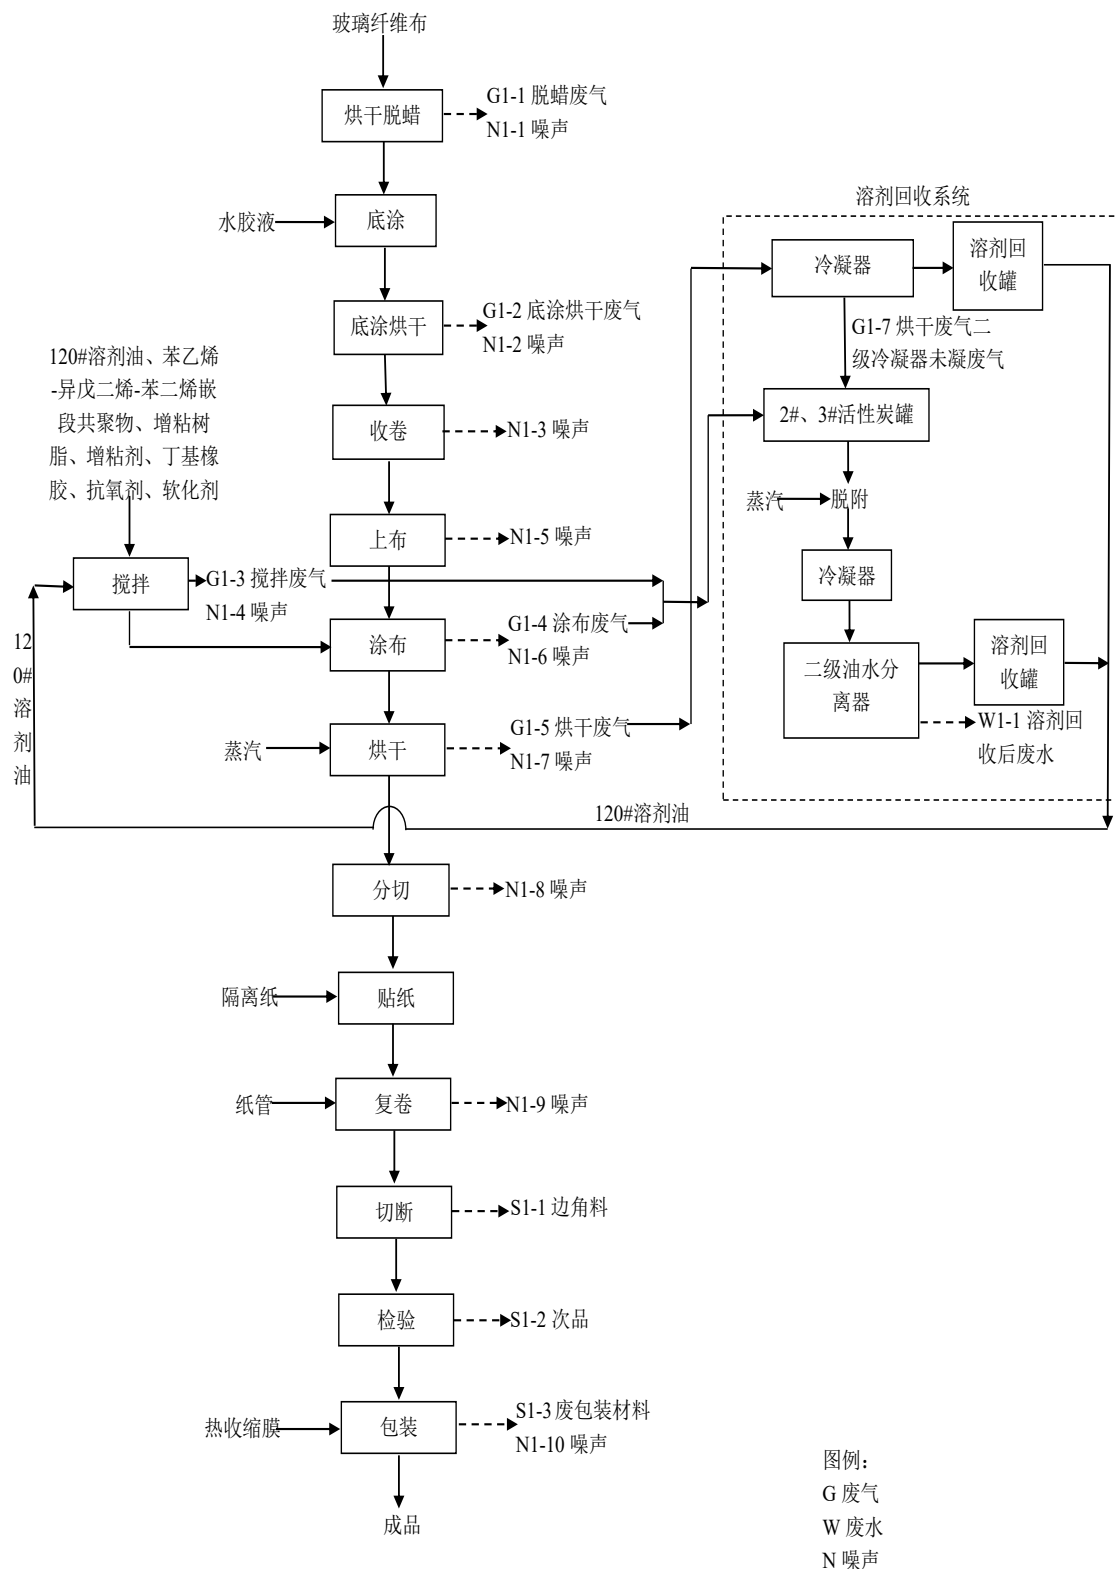 玻璃纤维布
烘干脱蜡
G1-1 脱蜡废气
N1-1 噪声
水胶液
底涂
底涂烘干
G1-2 底涂烘干废气
N1-2 噪声
收卷
N1-3 噪声
上布
N1-5 噪声
120#溶剂油、苯乙烯
-异戊二烯-苯二烯嵌
段共聚物、增粘树
脂、增粘剂、丁基橡
胶、抗氧剂、软化剂
搅拌
G1-3 搅拌废气
N1-4 噪声
涂布
G1-4 涂布废气
N1-6 噪声
蒸汽
烘干
G1-5 烘干废气
N1-7 噪声
12
0#
溶
剂
油
溶剂回收系统
冷凝器
溶剂回
收罐
G1-7 烘干废气二
级冷凝器未凝废气
2#、3#活性炭罐
蒸汽
脱附
冷凝器
二级油水分
离器
溶剂回
收罐
W1-1 溶剂回
收后废水
120#溶剂油
分切
N1-8 噪声
隔离纸
贴纸
纸管
复卷
N1-9 噪声
切断
S1-1 边角料
检验
S1-2 次品
热收缩膜
包装
S1-3 废包装材料
N1-10 噪声
成品
图例：
G 废气
W 废水
N 噪声